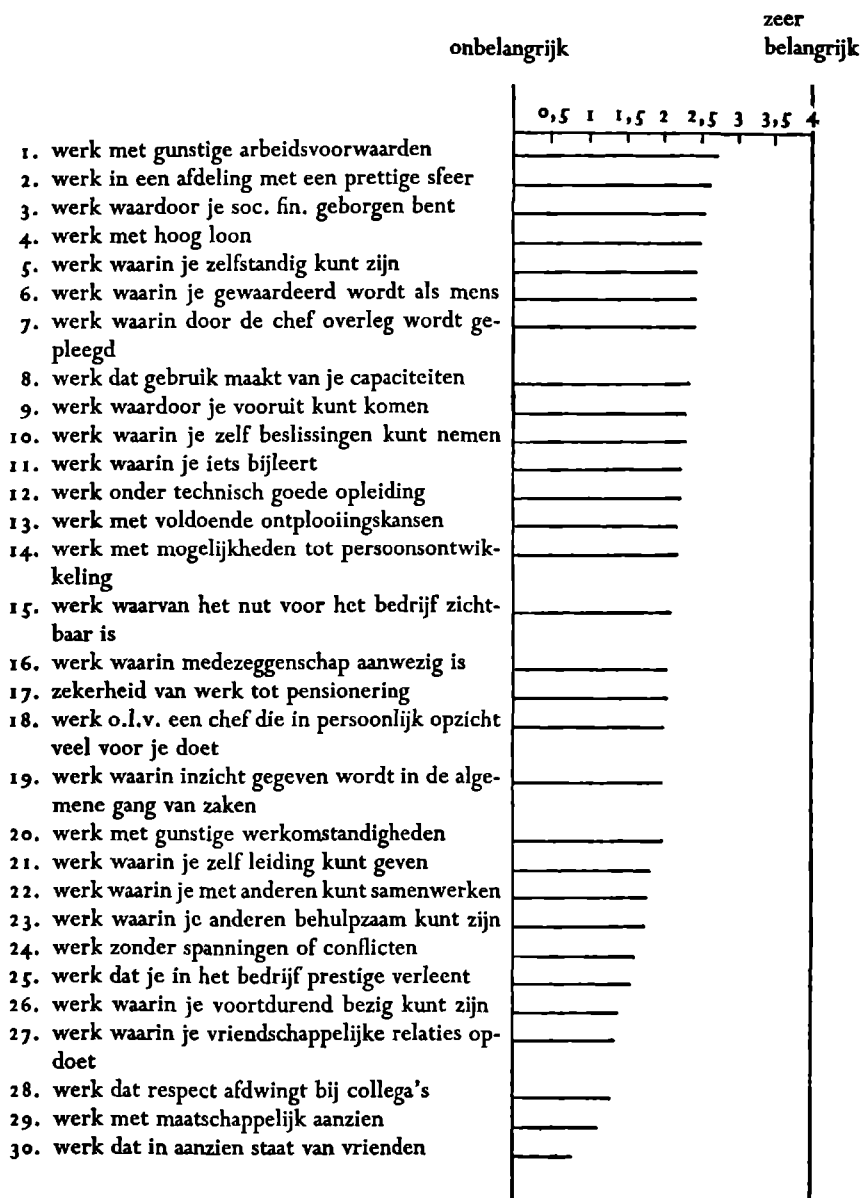 zeer
onbelangrijk belangrijk
0,5 1 1,5 2 2,5 3 3,5 4
1. werk met gunstige arbeidsvoorwaarden
2. werk in een afdeling met een prettige sfeer
3. werk waardoor je soc. fin. geborgen bent
4. werk met hoog loon
5. werk waarin je zelfstandig kunt zijn
6. werk waarin je gewaardeerd wordt als mens
7. werk waarin door de chef overleg wordt ge-
pleegd
8. werk dat gebruik maakt van je capaciteiten
9. werk waardoor je vooruit kunt komen
10. werk waarin je zelf beslissingen kunt nemen
11. werk waarin je iets bijleert
12. werk onder technisch goede opleiding
13. werk met voldoende ontplooiingskansen
14. werk met mogelijkheden tot persoonsontwik-
keling
15. werk waarvan het nut voor het bedrijf zicht-
baar is
16. werk waarin medezeggenschap aanwezig is
17. zekerheid van werk tot pensionering
18. werk o.l.v. een chef die in persoonlijk opzicht
veel voor je doet
19. werk waarin inzicht gegeven wordt in de alge-
mene gang van zaken
20. werk met gunstige werkomstandigheden
21. werk waarin je zelf leiding kunt geven
22. werk waarin je met anderen kunt samenwerken
23. werk waarin je anderen behulpzaam kunt zijn
24. werk zonder spanningen of conflicten
25. werk dat je in het bedrijf prestige verleent
26. werk waarin je voortdurend bezig kunt zijn
27. werk waarin je vriendschappelijke relaties op-
doet
28. werk dat respect afdwingt bij collega's
29. werk met maatschappelijk aanzien
30. werk dat in aanzien staat van vrienden